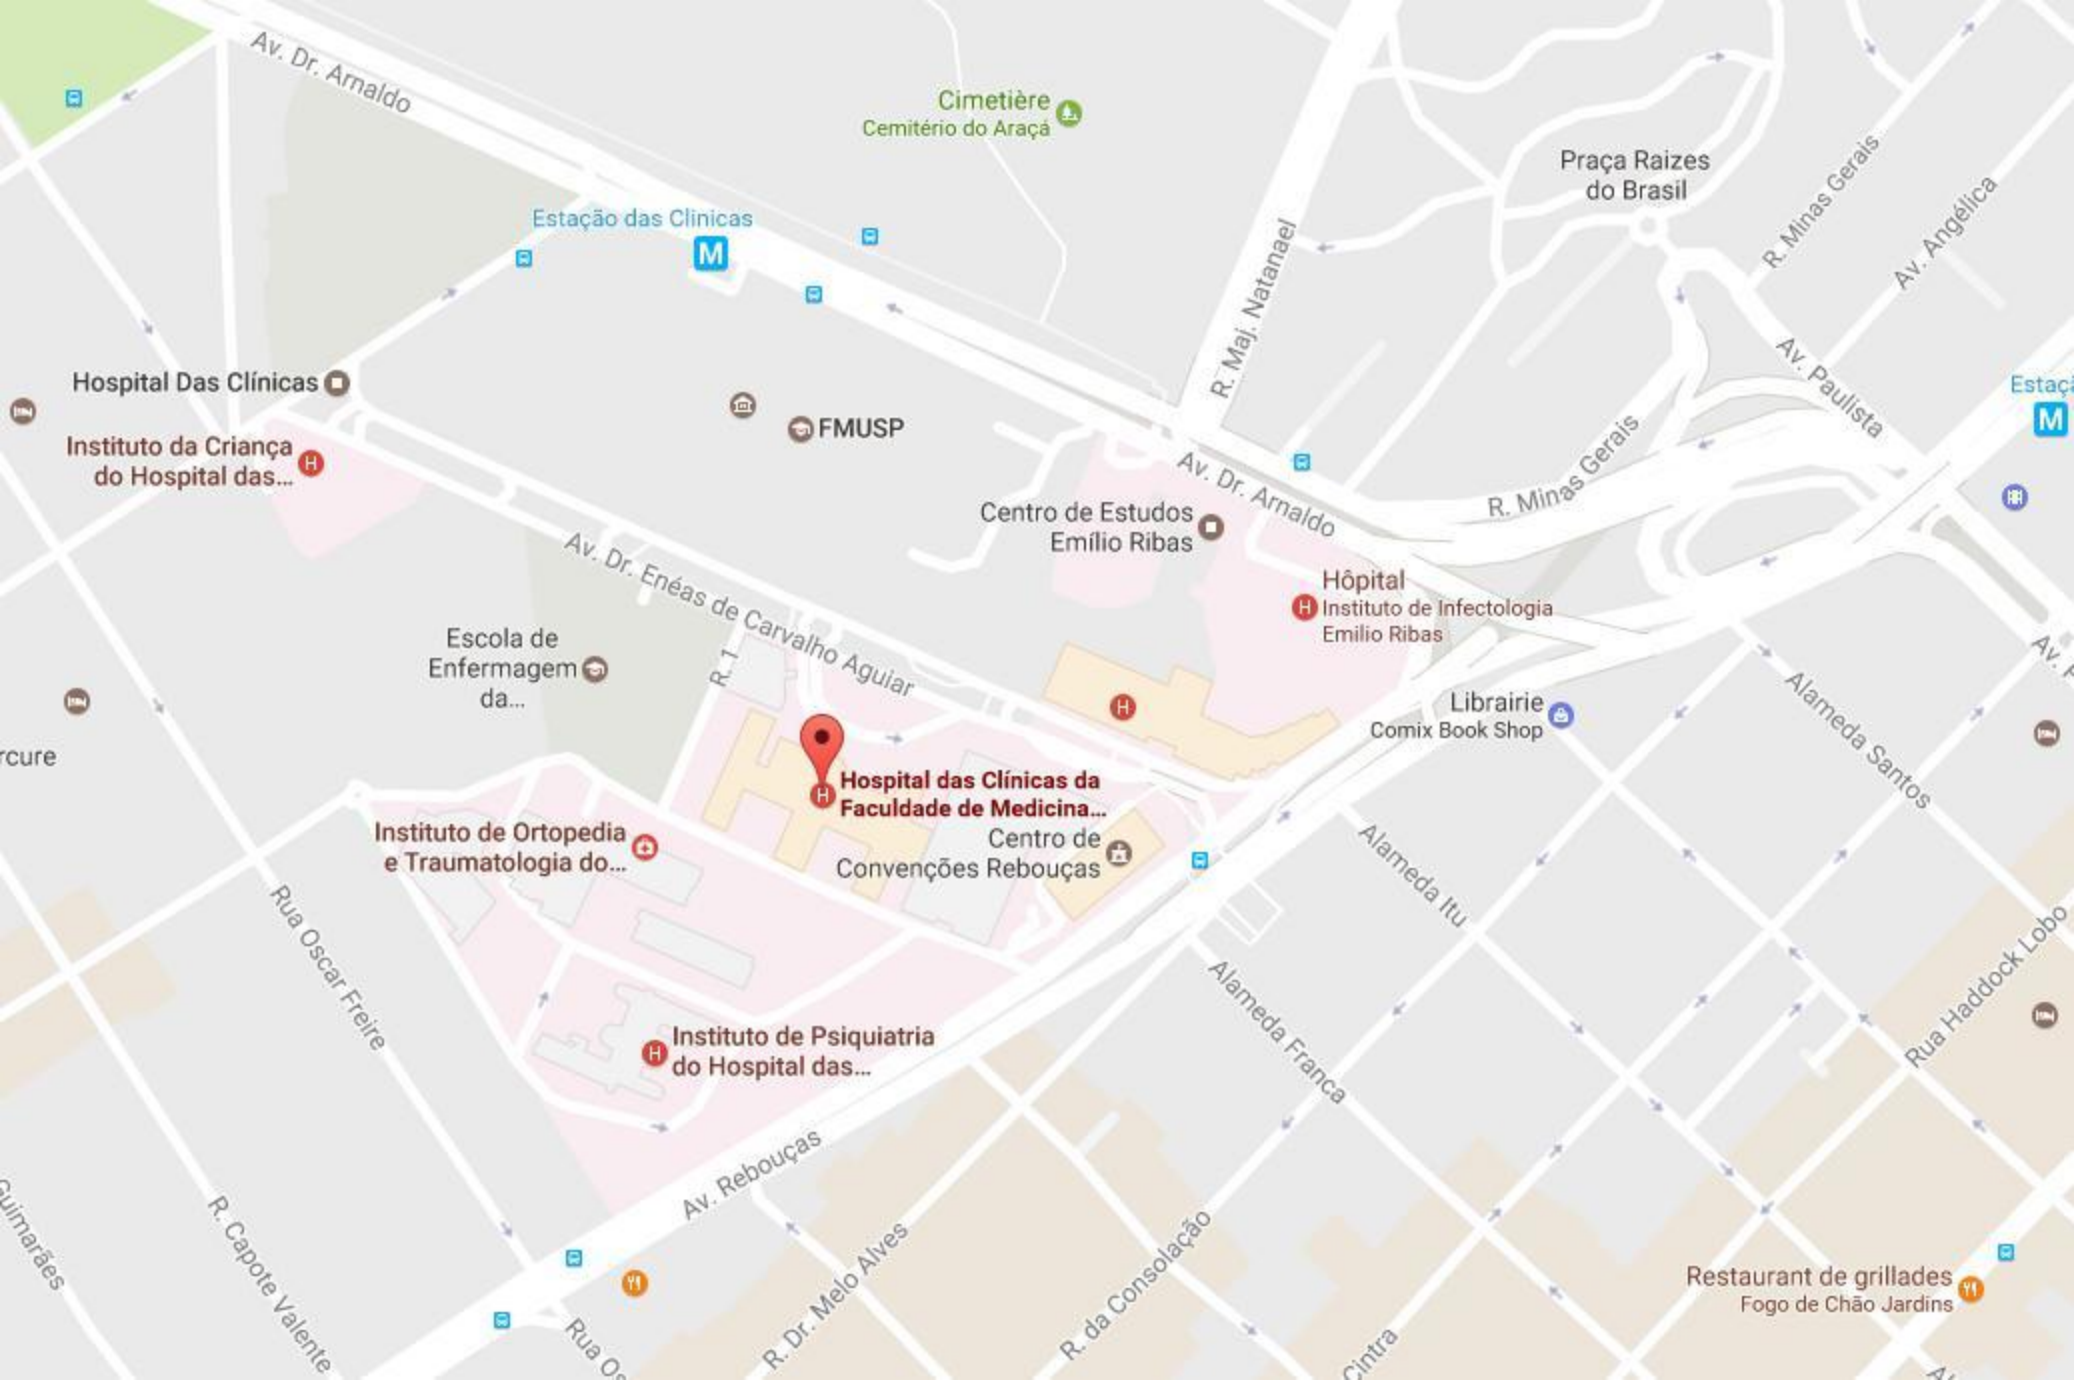 Av. Dr. Arnaldo
Cimetière
Cemitério do Araçá
Praça Raizes
do Brasil
R. Minas Gerais
Av. Angélica
Estação das Clinicas
M
R. Maj. Natanael
Av. Paulista
Estaç
M
Hospital Das Clínicas
FMUSP
Instituto da Criança
do Hospital das...
H
Av. Dr. Arnaldo
R. Minas Gerais
Centro de Estudos
Emílio Ribas
Av. Dr. Enéas de Carvalho Aguiar
Hôpital
H
Instituto de Infectologia
Emilio Ribas
Escola de
Enfermagem
da...
R. 1
H
Librairie
Comix Book Shop
Alameda Santos
rcure
Hospital das Clínicas da
H
Faculdade de Medicina...
Instituto de Ortopedia
e Traumatologia do...
Centro de
Convenções Rebouças
Alameda Itu
Rua Oscar Freire
Alameda Franca
Rua Haddock Lobo
Instituto de Psiquiatria
H
do Hospital das...
Av. Rebouças
Guimarães
R. Capote Valente
R. Dr. Melo Alves
R. da Consolação
Restaurant de grillades
Fogo de Chão Jardins
Rua Os
Cintra